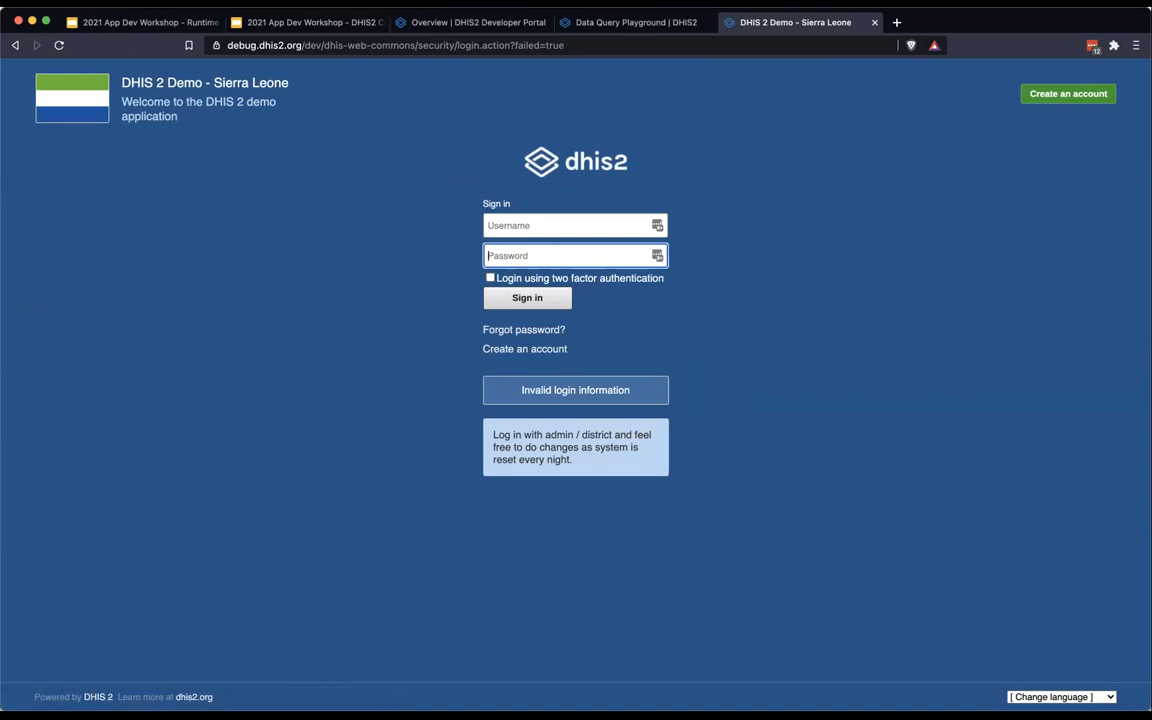 2021 App Dev Workshop - Runtime
2021 App Dev Workshop - DHIS2 C
Overview | DHIS2 Developer Portal
Data Query Playground | DHIS2
DHIS 2 Demo - Sierra Leone
debug.dhis2.org/dev/dhis-web-commons/security/login.action?failed=true
12
DHIS 2 Demo - Sierra Leone
Welcome to the DHIS 2 demo
application
Create an account
dhis2
Sign in
Username
Password
Login using two factor authentication
Sign in
Forgot password?
Create an account
Invalid login information
Log in with admin / district and feel
free to do changes as system is
reset every night.
Powered by DHIS 2 Learn more at dhis2.org
[ Change language ]